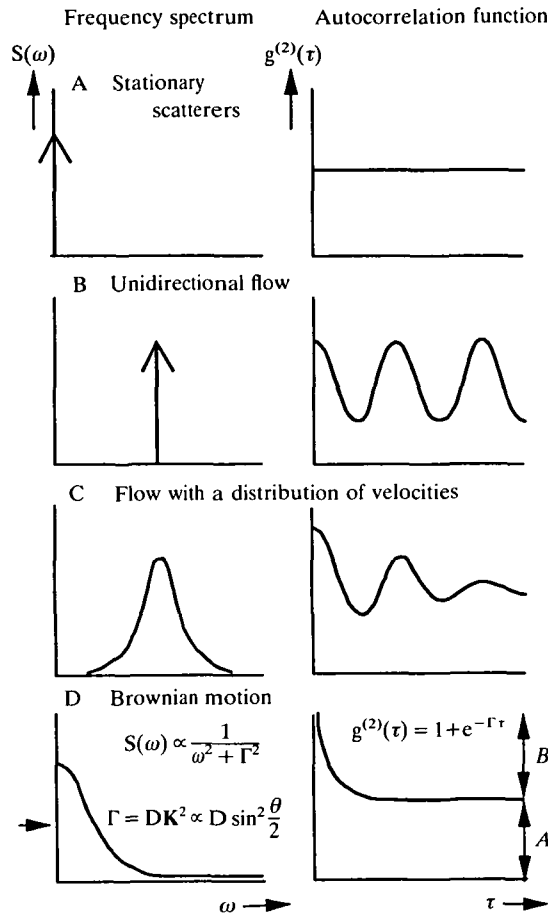 Frequency spectrum
Autocorrelation function
S(ω)
g⁽²⁾(τ)
A Stationary
scatterers
B Unidirectional flow
C Flow with a distribution of velocities
D Brownian motion
S(ω) ∝ 1/(ω² + Γ²)
Γ = DK² ∝ D sin² θ/2
g⁽²⁾(τ) = 1 + e^(−Γτ)
B
A
ω
τ